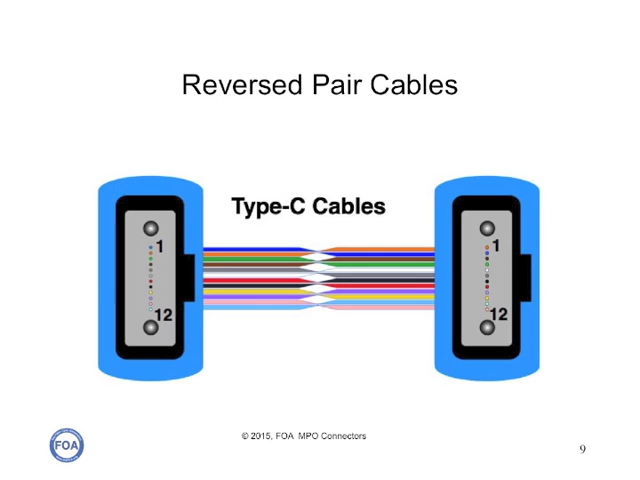 Reversed Pair Cables
Type-C Cables
1
1
12
12
© 2015, FOA MPO Connectors
FOA
9